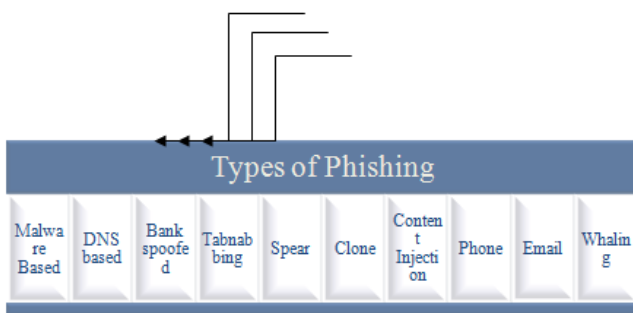 Types of Phishing
Malwa
re
Based
DNS
based
Bank
spoofe
d
Tabnab
bing
Spear
Clone
Conten
t
Injecti
on
Phone
Email
Whalin
g